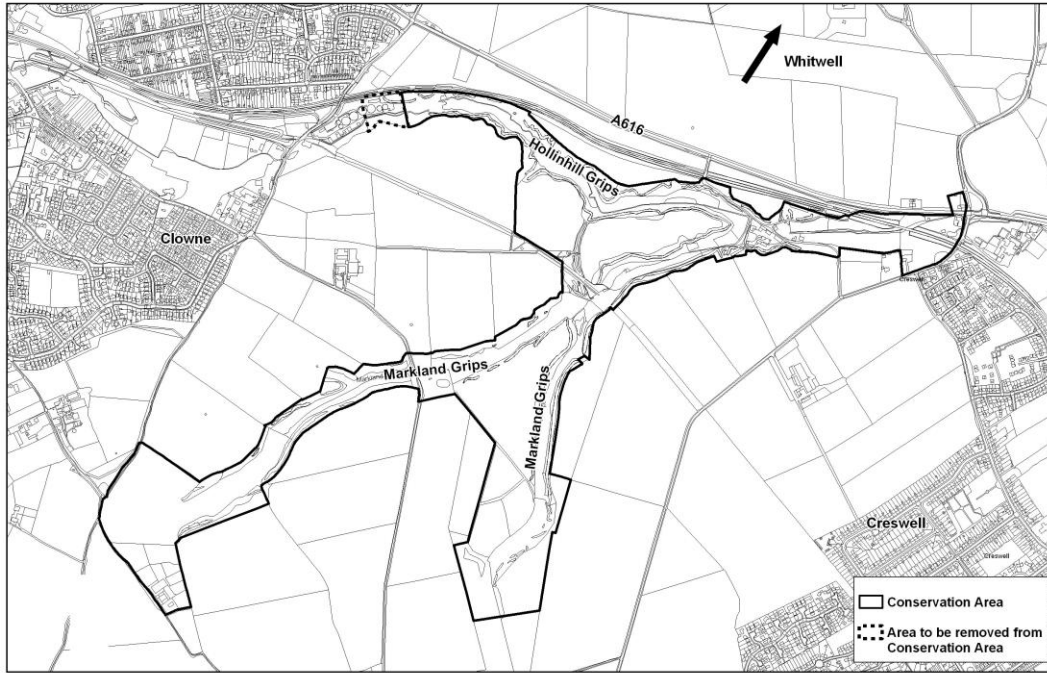 Whitwell
A616
Hollinhill Grips
Clowne
Creswell
Markland Grips
Markland Grips
Creswell
Creswell
Conservation Area
Area to be removed from
Conservation Area